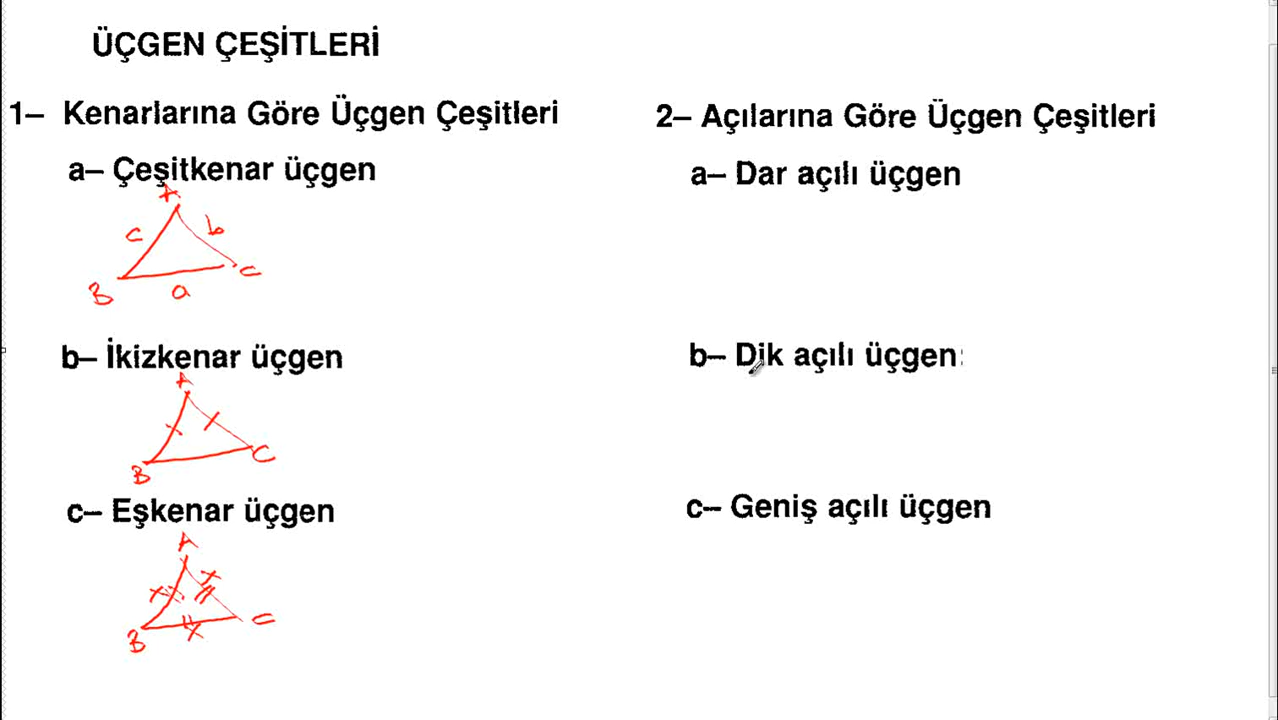 ÜÇGEN ÇEŞİTLERİ
1– Kenarlarına Göre Üçgen Çeşitleri
a– Çeşitkenar üçgen
A
c
b
B
a
C
b– İkizkenar üçgen
A
B
C
c– Eşkenar üçgen
A
x
x
B
x
C
2– Açılarına Göre Üçgen Çeşitleri
a– Dar açılı üçgen
b– Dik açılı üçgen:
c– Geniş açılı üçgen